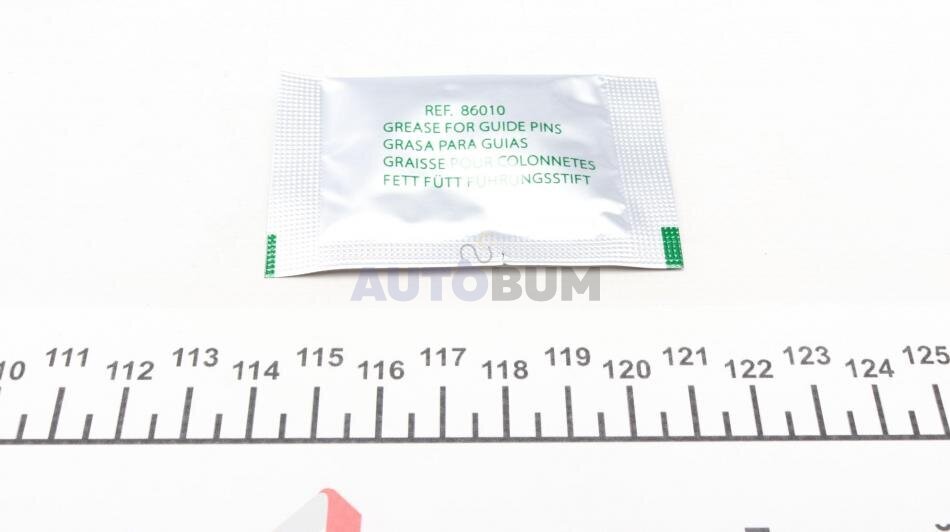 REF. 86010
GREASE FOR GUIDE PINS
GRASA PARA GUIAS
GRAISSE POUR COLONNETES
FETT FÜTT FÜHRUNGSSTIFT
AUTOBUM
111 113 115 117 119 121 123 125
10 112 114 116 118 120 122 124